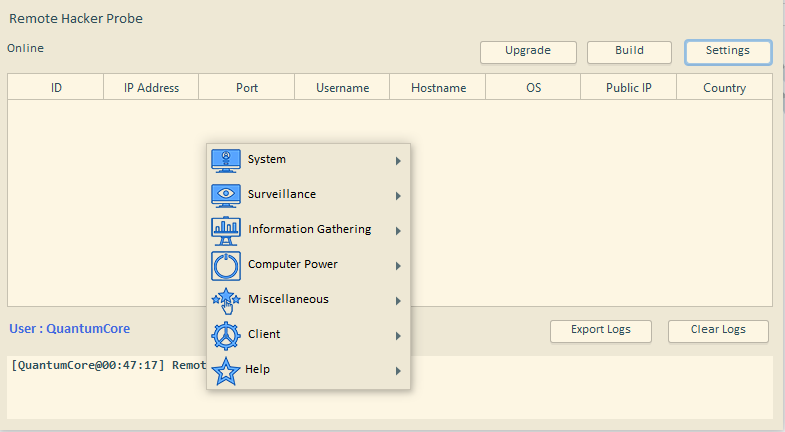 Remote Hacker Probe
Online
Upgrade
Build
Settings
ID IP Address Port Username Hostname OS Public IP Country
System
Surveillance
Information Gathering
Computer Power
Miscellaneous
Client
Help
User : QuantumCore
Export Logs
Clear Logs
[QuantumCore@00:47:17] Remot